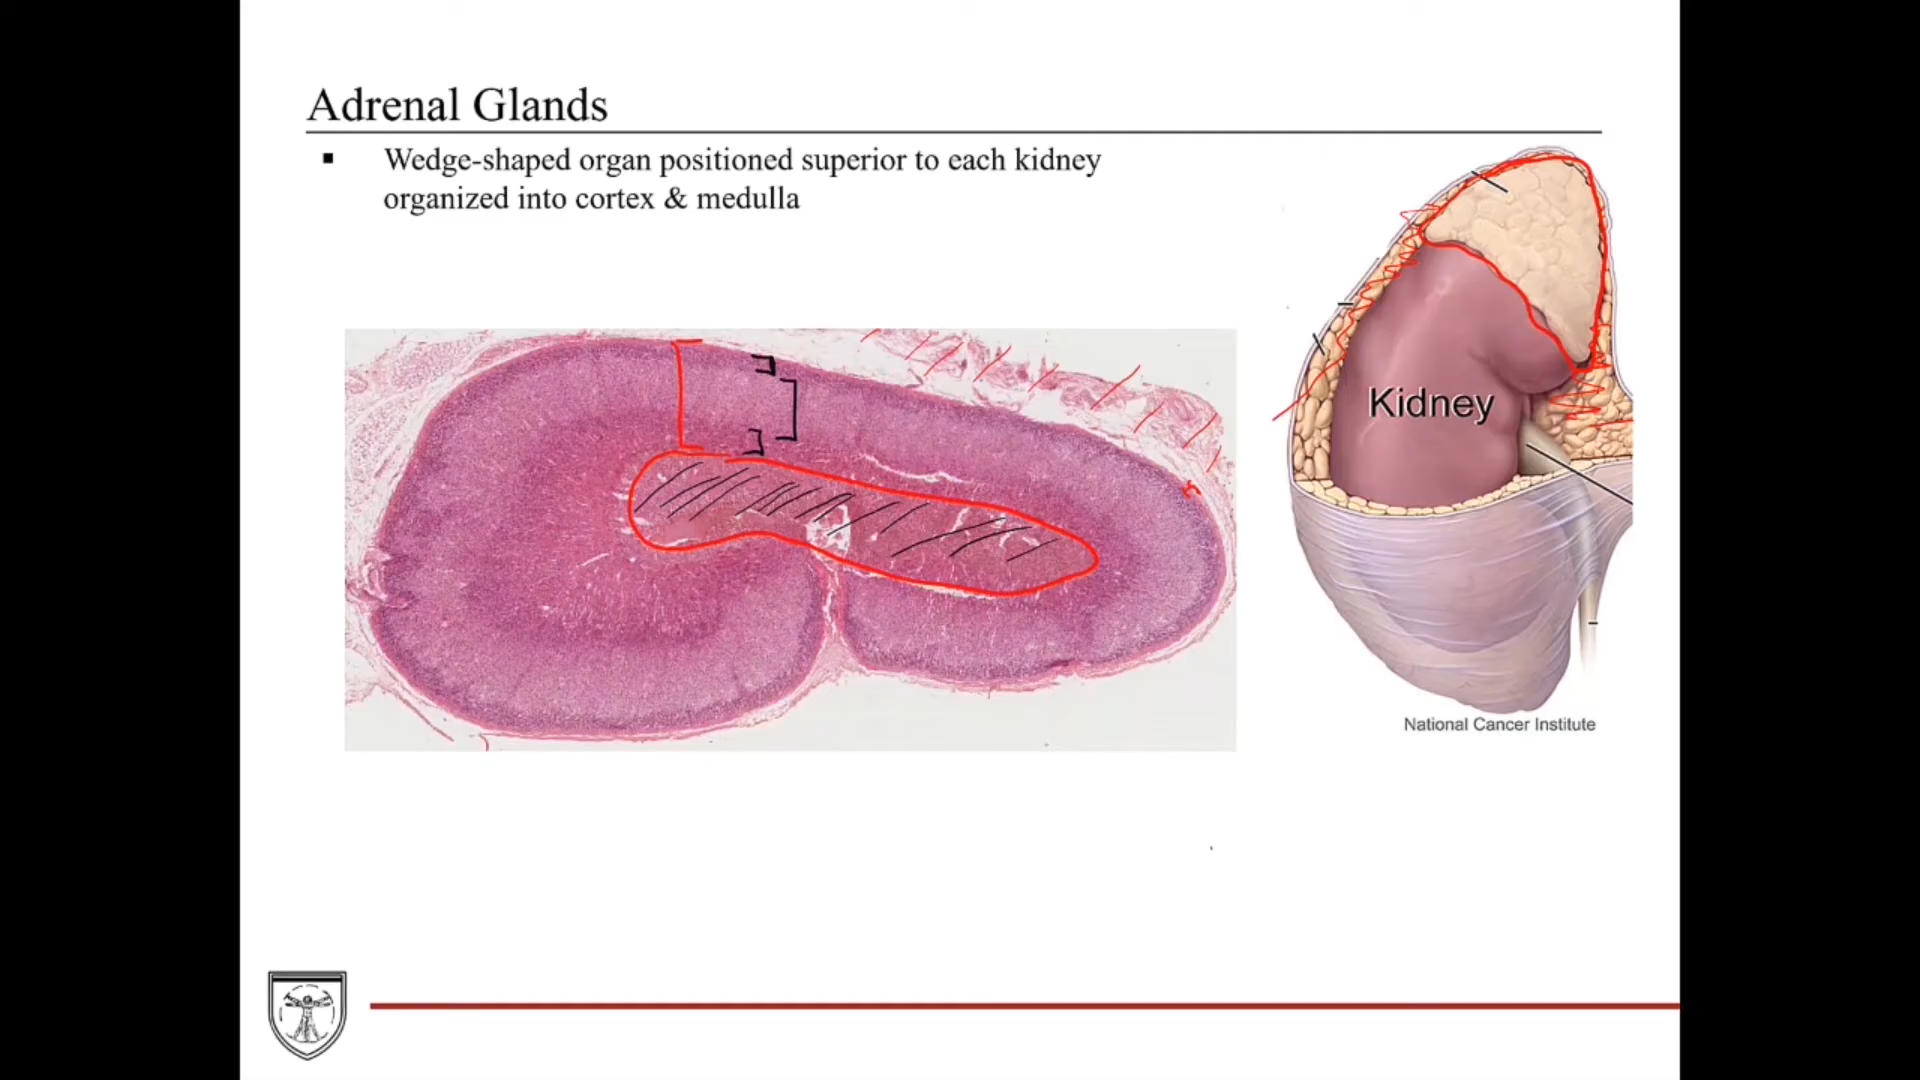 Adrenal Glands
▪ Wedge-shaped organ positioned superior to each kidney
organized into cortex & medulla
Kidney
National Cancer Institute